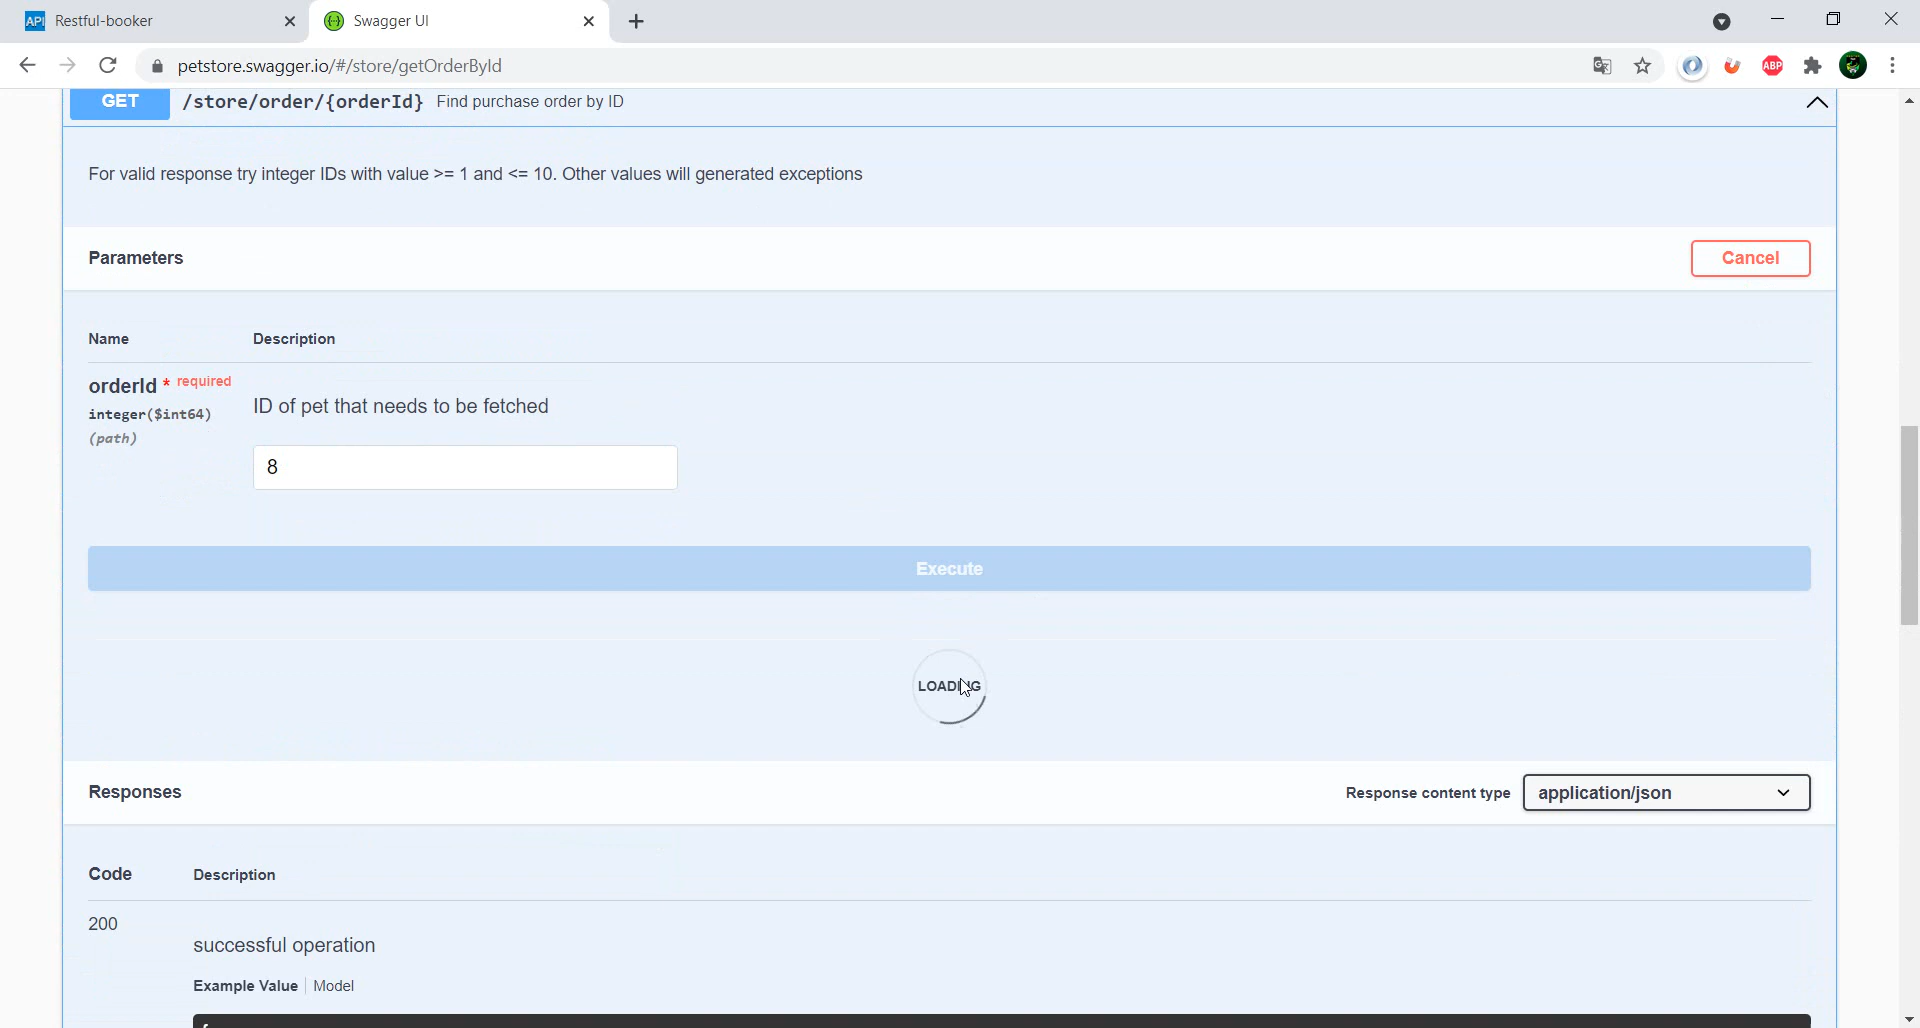 API Restful-booker
Swagger UI
petstore.swagger.io/#/store/getOrderById
ABP
GET /store/order/{orderId} Find purchase order by ID
For valid response try integer IDs with value >= 1 and <= 10. Other values will generated exceptions
Parameters
Cancel
Name Description
orderId * required
integer($int64)
(path)
ID of pet that needs to be fetched
8
Execute
LOADING
Responses
Response content type application/json
Code Description
200
successful operation
Example Value Model